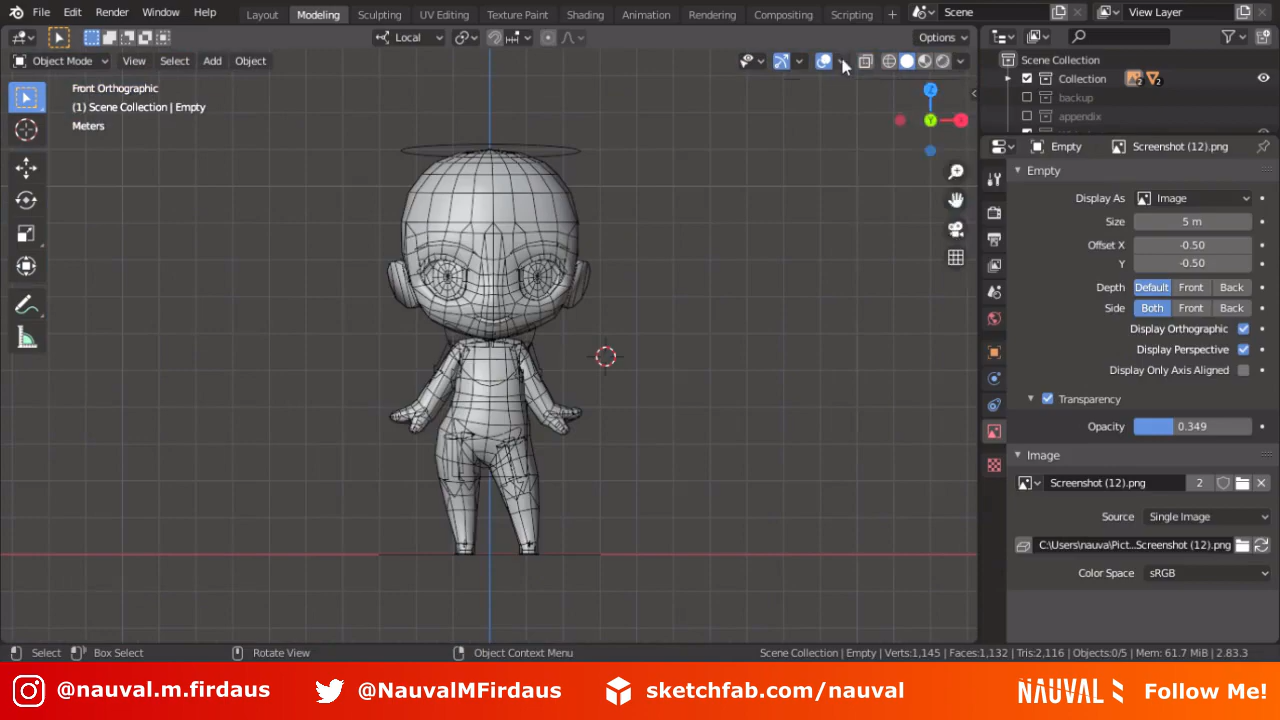 File Edit Render Window Help Layout Modeling Sculpting UV Editing Texture Paint Shading Animation Rendering Compositing Scripting + Scene View Layer
Local Options
Object Mode View Select Add Object
Front Orthographic
(1) Scene Collection | Empty
Meters
Z
Y
X
Scene Collection
Collection 2 2
backup
appendix
Empty Screenshot (12).png
Empty
Display As Image
Size 5 m
Offset X -0.50
Y -0.50
Depth Default Front Back
Side Both Front Back
Display Orthographic
Display Perspective
Display Only Axis Aligned
Transparency
Opacity 0.349
Image
Screenshot (12).png 2
Source Single Image
C:\Users\nauva\Pict...Screenshot (12).png
Color Space sRGB
Select Box Select Rotate View Object Context Menu Scene Collection | Empty | Verts:1,145 | Faces:1,132 | Tris:2,116 | Objects:0/5 | Mem: 61.7 MiB | 2.83.3
@nauval.m.firdaus @NauvalMFirdaus sketchfab.com/nauval NAUVAL Follow Me!